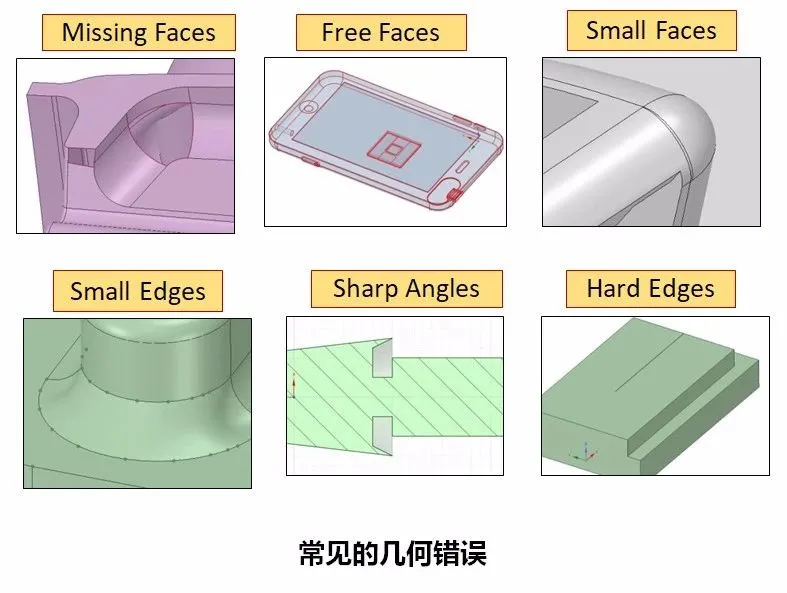 Missing Faces
Free Faces
Small Faces
Small Edges
Sharp Angles
Hard Edges
常见的几何错误